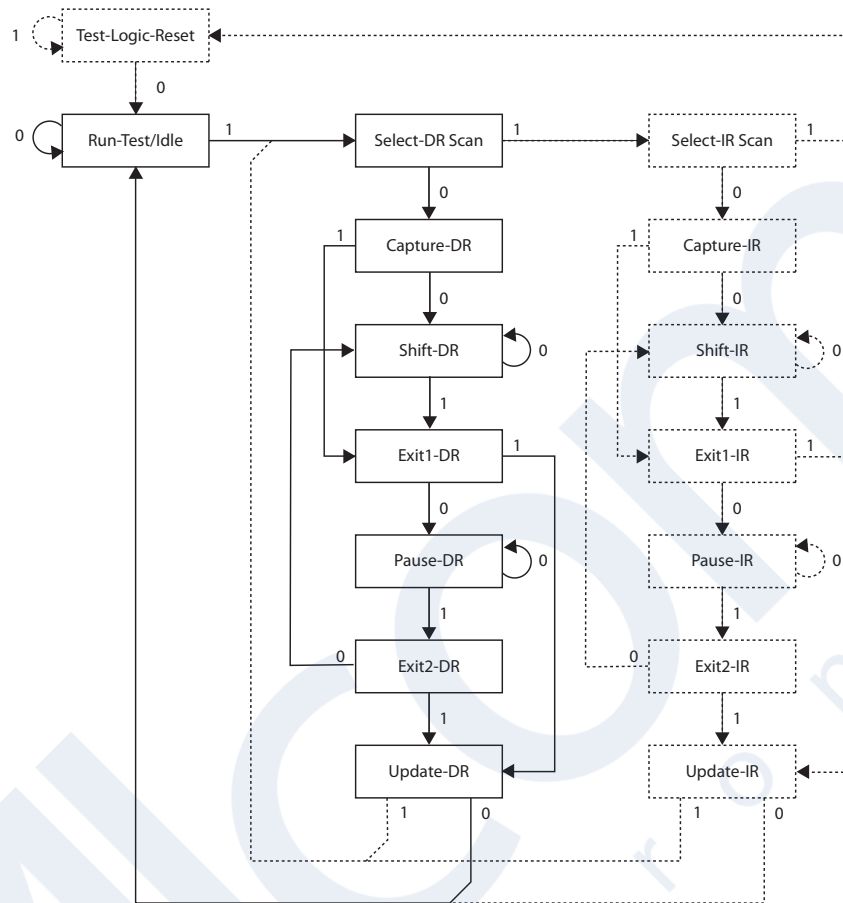 1 Test-Logic-Reset
0
0 Run-Test/Idle 1 Select-DR Scan 1 Select-IR Scan 1
0 0
1 Capture-DR 1 Capture-IR
0 0
Shift-DR 0 Shift-IR 0
1 1
Exit1-DR 1 Exit1-IR 1
0 0
Pause-DR 0 Pause-IR 0
1 1
0 Exit2-DR 0 Exit2-IR
1 1
Update-DR Update-IR
1 0 1 0